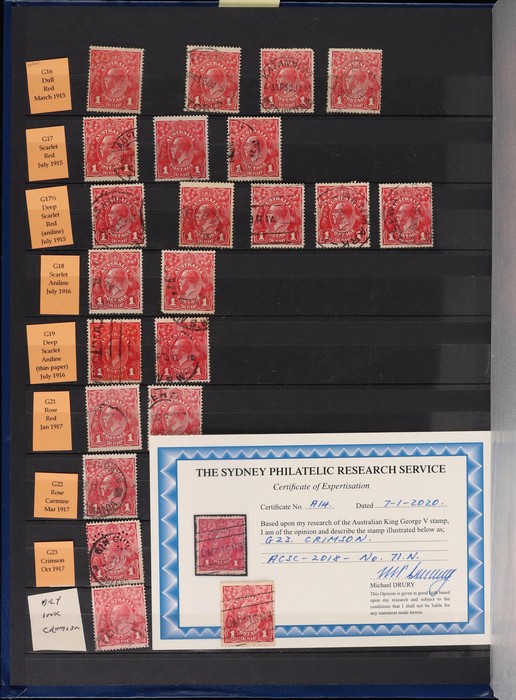 G16
Dull
Red
March 1915
G17
Scarlet
Red
July 1915
G17½
Deep
Scarlet
Red
(aniline)
July 1915
G18
Scarlet
Aniline
July 1916
G19
Deep
Scarlet
Aniline
(thin paper)
July 1916
G21
Rose
Red
Jan 1917
G22
Rose
Carmine
Mar 1917
G23
Crimson
Oct 1917
CRIMSON
THE SYDNEY PHILATELIC RESEARCH SERVICE
Certificate of Expertisation
Certificate No. A14. Dated 7-1-2020.
Based upon my research of the Australian King George V stamp,
I am of the opinion and describe the stamp illustrated below as;
G23. CRIMSON.
ACSC-2018- No. 71.N.
Michael DRURY
This Opinion is given in good faith based
upon my research and subject to the
conditions that I shall not be liable for
any statement made herein.